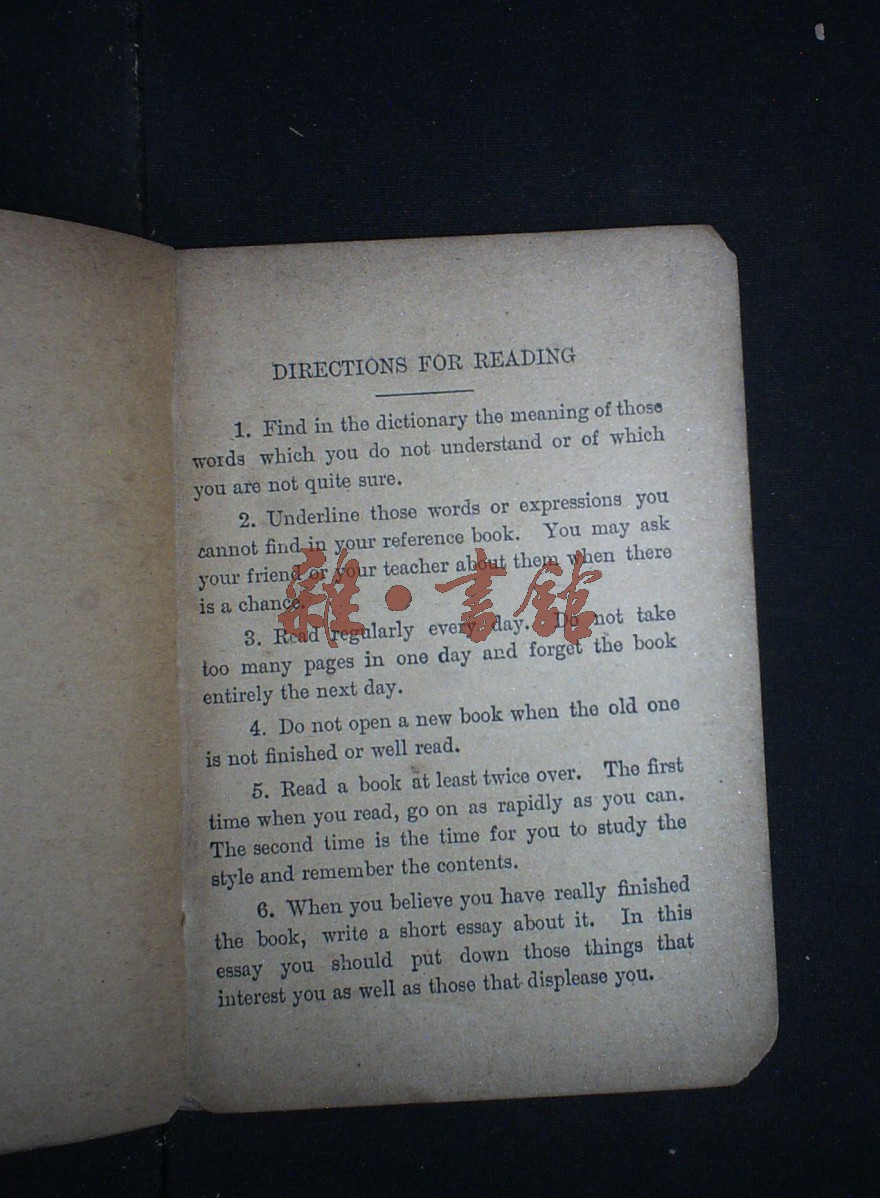 DIRECTIONS FOR READING
1. Find in the dictionary the meaning of those
words which you do not understand or of which
you are not quite sure.
2. Underline those words or expressions you
cannot find in your reference book. You may ask
your friend or your teacher about them when there
is a chance.
雜·書館
3. Read regularly every day. Do not take
too many pages in one day and forget the book
entirely the next day.
4. Do not open a new book when the old one
is not finished or well read.
5. Read a book at least twice over. The first
time when you read, go on as rapidly as you can.
The second time is the time for you to study the
style and remember the contents.
6. When you believe you have really finished
the book, write a short essay about it. In this
essay you should put down those things that
interest you as well as those that displease you.